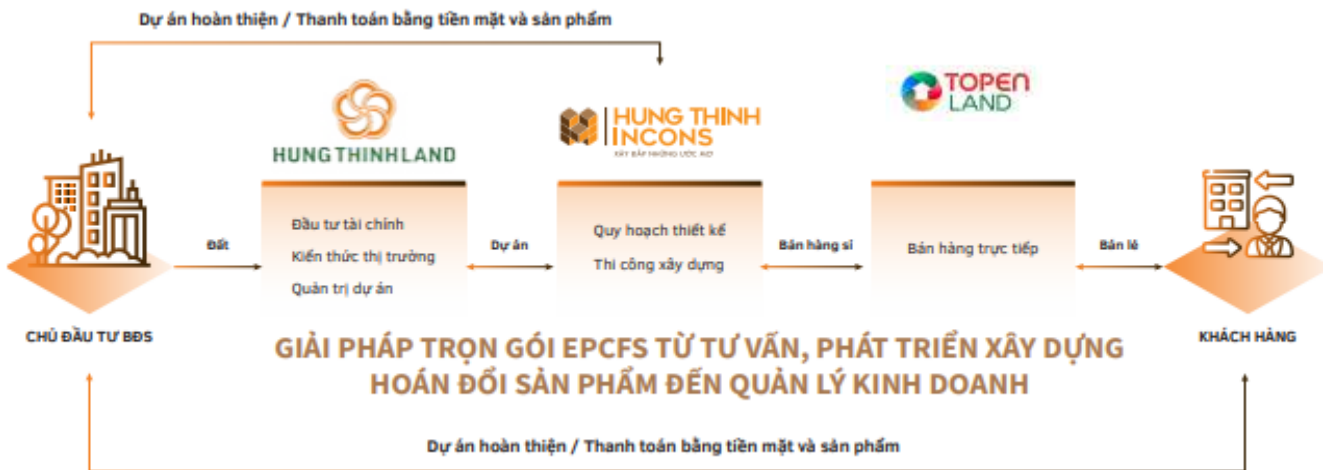 Dự án hoàn thiện / Thanh toán bằng tiền mặt và sản phẩm
HUNGTHINHLAND
HUNG THINH
INCONS
XÂY ĐẮP NHỮNG ƯỚC MƠ
TOPEN
LAND
Đất
Đầu tư tài chính
Kiến thức thị trường
Quản trị dự án
Dự án
Quy hoạch thiết kế
Thi công xây dựng
Bán hàng sỉ
Bán hàng trực tiếp
Bán lẻ
CHỦ ĐẦU TƯ BĐS
KHÁCH HÀNG
GIẢI PHÁP TRỌN GÓI EPCFS TỪ TƯ VẤN, PHÁT TRIỂN XÂY DỰNG
HOÁN ĐỔI SẢN PHẨM ĐẾN QUẢN LÝ KINH DOANH
Dự án hoàn thiện / Thanh toán bằng tiền mặt và sản phẩm